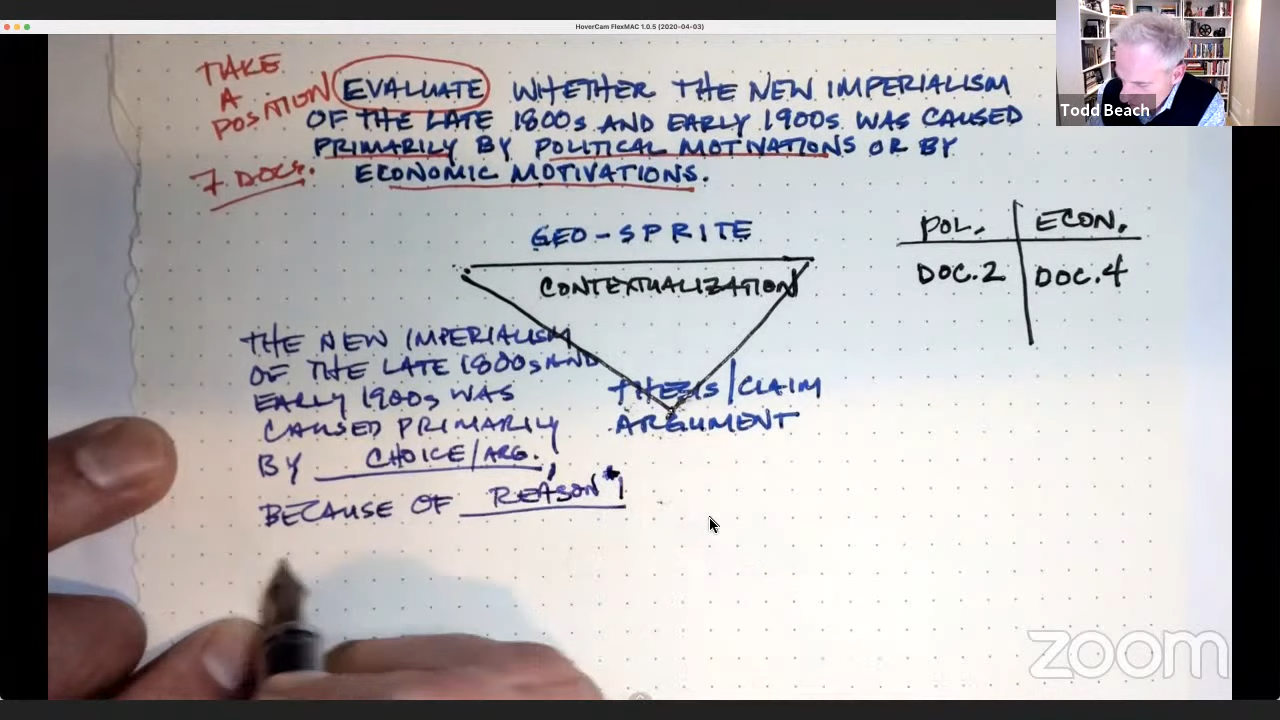 HoverCam FlexMAC 1.0.5 (2020-04-03)
Todd Beach
TAKE
A
POSITION
EVALUATE WHETHER THE NEW IMPERIALISM
OF THE LATE 1800s AND EARLY 1900s WAS CAUSED
PRIMARILY BY POLITICAL MOTIVATIONS OR BY
ECONOMIC MOTIVATIONS.
7 DOCS.
GEO-SPRITE
CONTEXTUALIZATION
POL. ECON.
DOC.2 DOC.4
THESIS/CLAIM
ARGUMENT
THE NEW IMPERIALISM
OF THE LATE 1800s AND
EARLY 1900s WAS
CAUSED PRIMARILY
BY CHOICE/ARG.,
BECAUSE OF REASON #1
zoom